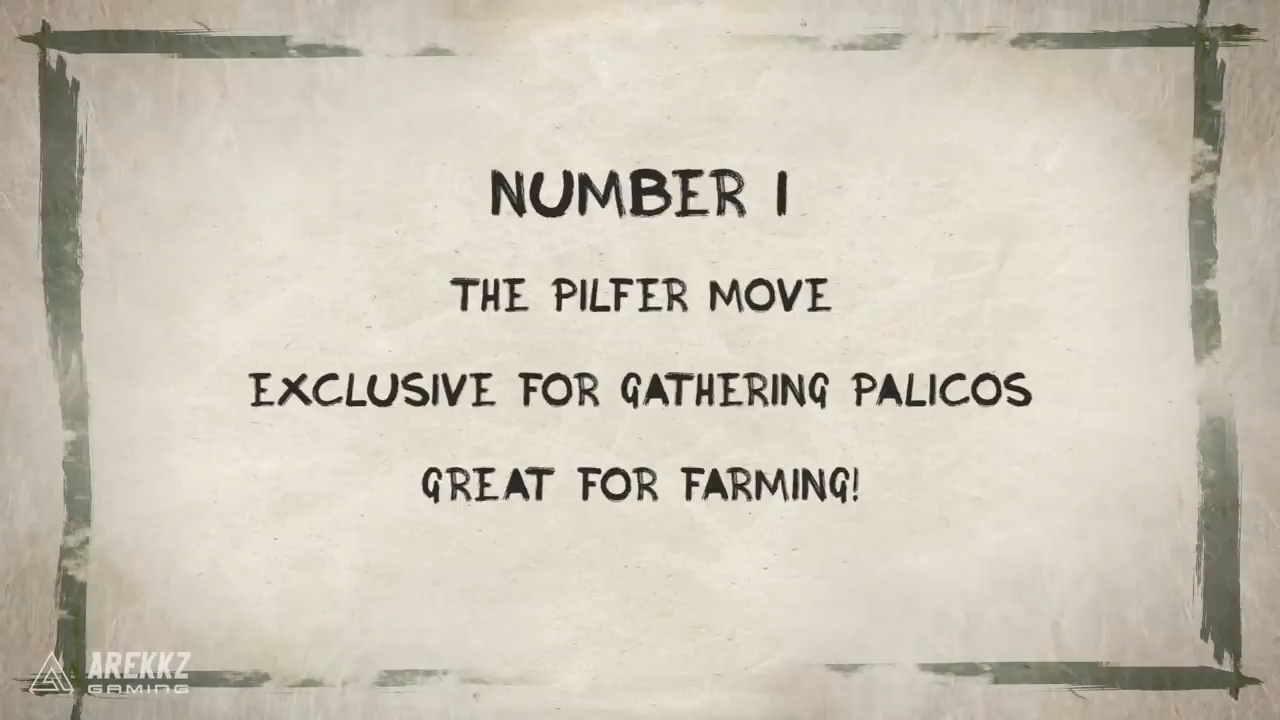 NUMBER 1
THE PILFER MOVE
EXCLUSIVE FOR GATHERING PALICOS
GREAT FOR FARMING!
AREKKZ
GAMING